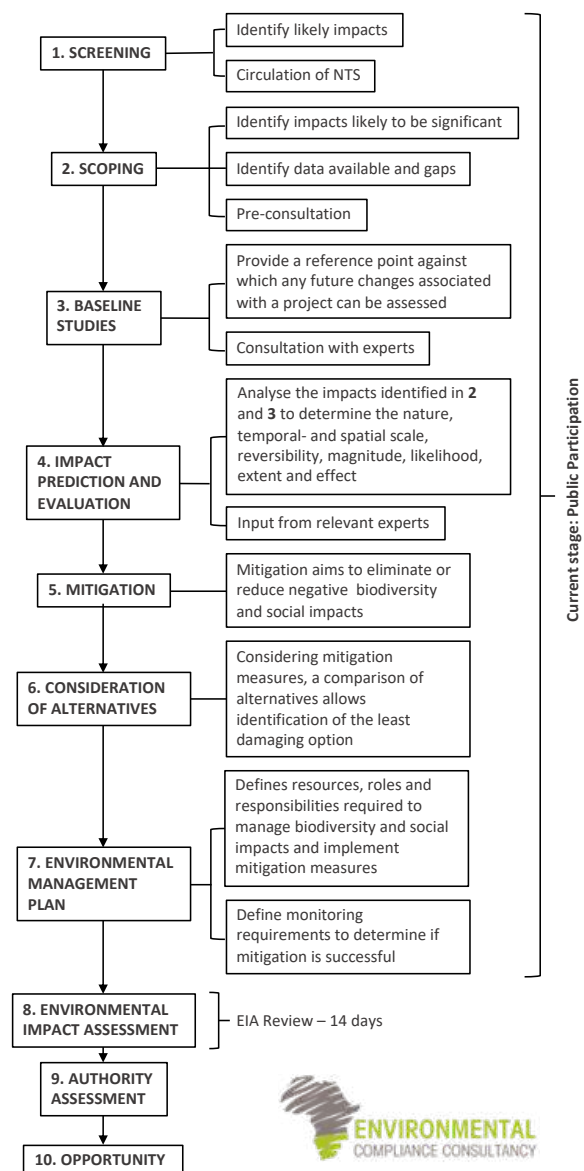 1. SCREENING
Identify likely impacts
Circulation of NTS
2. SCOPING
Identify impacts likely to be significant
Identify data available and gaps
Pre-consultation
3. BASELINE
STUDIES
Provide a reference point against
which any future changes associated
with a project can be assessed
Consultation with experts
4. IMPACT
PREDICTION AND
EVALUATION
Analyse the impacts identified in 2
and 3 to determine the nature,
temporal- and spatial scale,
reversibility, magnitude, likelihood,
extent and effect
Input from relevant experts
5. MITIGATION
Mitigation aims to eliminate or
reduce negative biodiversity
and social impacts
6. CONSIDERATION
OF ALTERNATIVES
Considering mitigation
measures, a comparison of
alternatives allows
identification of the least
damaging option
7. ENVIRONMENTAL
MANAGEMENT
PLAN
Defines resources, roles and
responsibilities required to
manage biodiversity and social
impacts and implement
mitigation measures
Define monitoring
requirements to determine if
mitigation is successful
Current stage: Public Participation
8. ENVIRONMENTAL
IMPACT ASSESSMENT
EIA Review – 14 days
9. AUTHORITY
ASSESSMENT
10. OPPORTUNITY
ENVIRONMENTAL
COMPLIANCE CONSULTANCY